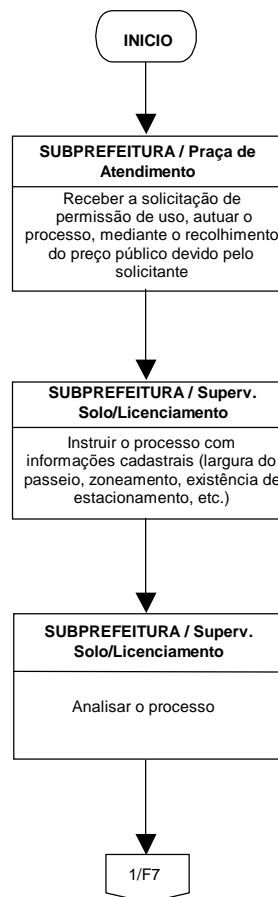 INICIO
SUBPREFEITURA / Praça de
Atendimento
Receber a solicitação de
permissão de uso, autuar o
processo, mediante o recolhimento
do preço público devido pelo
solicitante
SUBPREFEITURA / Superv.
Solo/Licenciamento
Instruir o processo com
informações cadastrais (largura do
passeio, zoneamento, existência de
estacionamento, etc.)
SUBPREFEITURA / Superv.
Solo/Licenciamento
Analisar o processo
1/F7